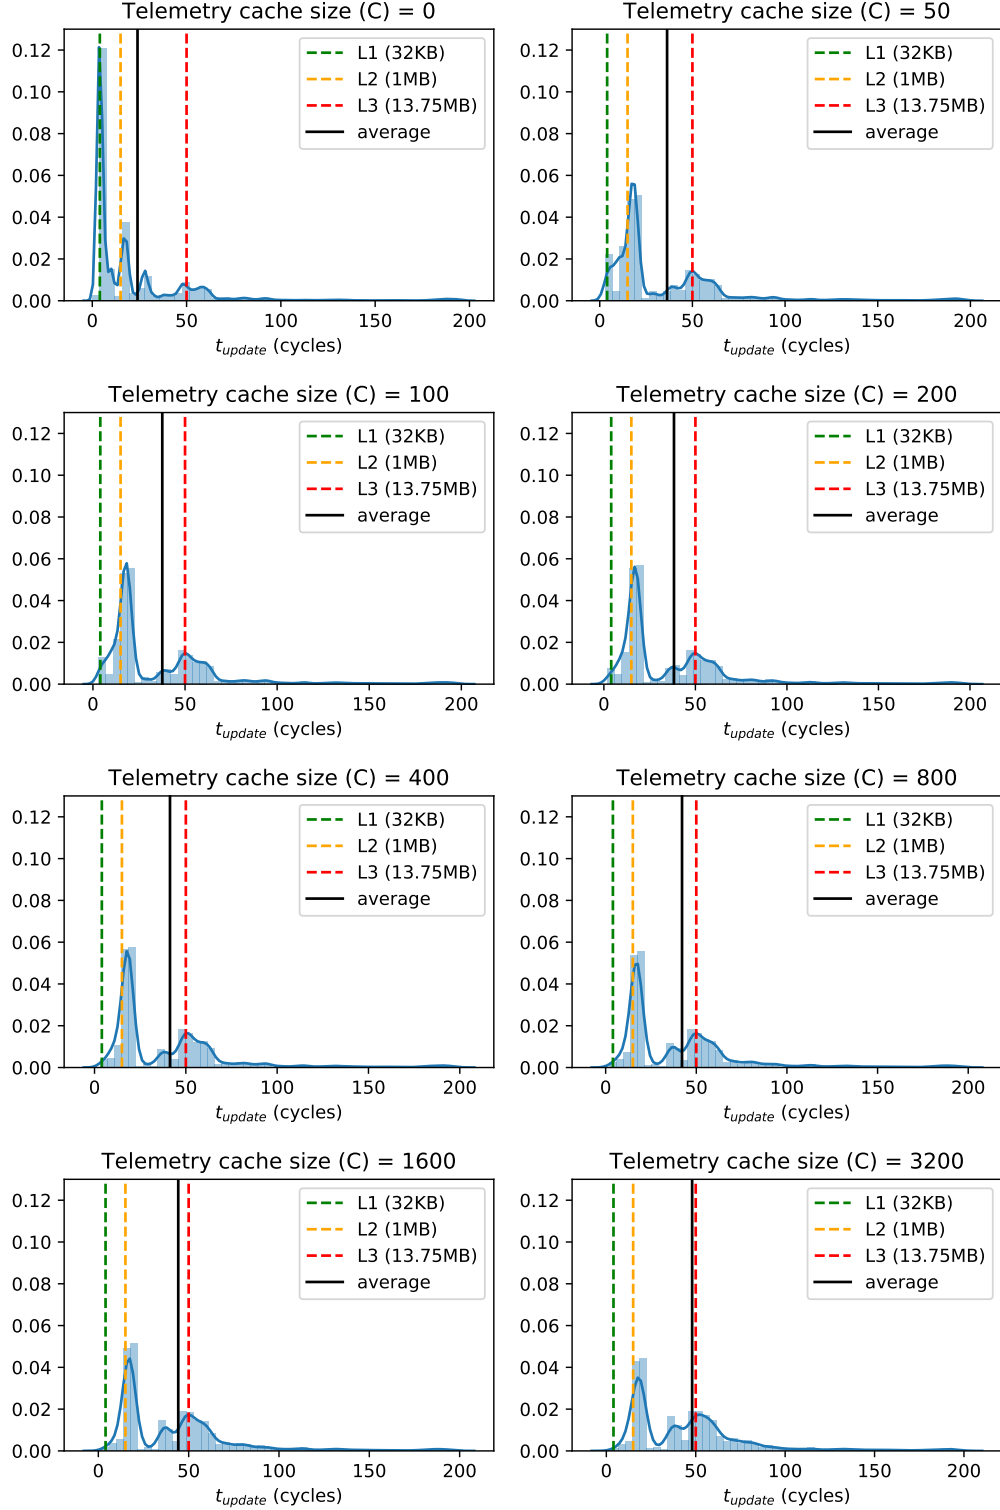 Telemetry cache size (C) = 0
0.12
0.10
0.08
0.06
0.04
0.02
0.00
L1 (32KB)
L2 (1MB)
L3 (13.75MB)
average
0 50 100 150 200
t_update (cycles)
Telemetry cache size (C) = 50
0.12
0.10
0.08
0.06
0.04
0.02
0.00
L1 (32KB)
L2 (1MB)
L3 (13.75MB)
average
0 50 100 150 200
t_update (cycles)
Telemetry cache size (C) = 100
0.12
0.10
0.08
0.06
0.04
0.02
0.00
L1 (32KB)
L2 (1MB)
L3 (13.75MB)
average
0 50 100 150 200
t_update (cycles)
Telemetry cache size (C) = 200
0.12
0.10
0.08
0.06
0.04
0.02
0.00
L1 (32KB)
L2 (1MB)
L3 (13.75MB)
average
0 50 100 150 200
t_update (cycles)
Telemetry cache size (C) = 400
0.12
0.10
0.08
0.06
0.04
0.02
0.00
L1 (32KB)
L2 (1MB)
L3 (13.75MB)
average
0 50 100 150 200
t_update (cycles)
Telemetry cache size (C) = 800
0.12
0.10
0.08
0.06
0.04
0.02
0.00
L1 (32KB)
L2 (1MB)
L3 (13.75MB)
average
0 50 100 150 200
t_update (cycles)
Telemetry cache size (C) = 1600
0.12
0.10
0.08
0.06
0.04
0.02
0.00
L1 (32KB)
L2 (1MB)
L3 (13.75MB)
average
0 50 100 150 200
t_update (cycles)
Telemetry cache size (C) = 3200
0.12
0.10
0.08
0.06
0.04
0.02
0.00
L1 (32KB)
L2 (1MB)
L3 (13.75MB)
average
0 50 100 150 200
t_update (cycles)